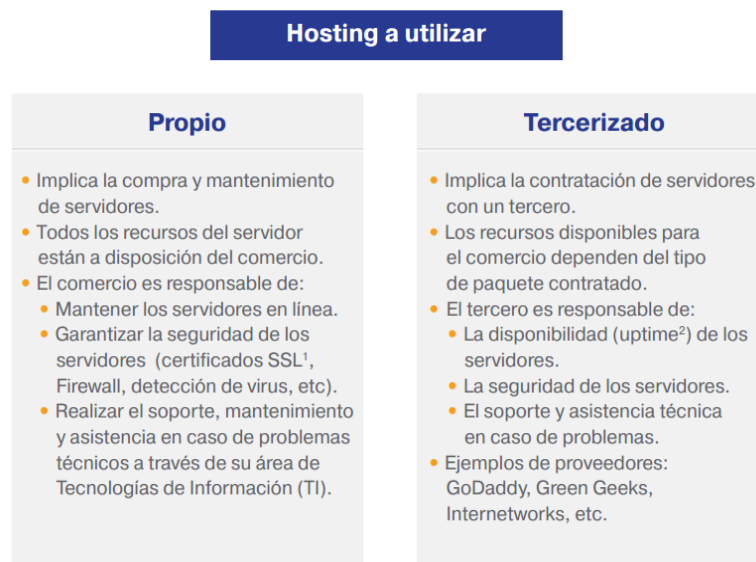 Hosting a utilizar
Propio
• Implica la compra y mantenimiento
de servidores.
• Todos los recursos del servidor
están a disposición del comercio.
• El comercio es responsable de:
• Mantener los servidores en línea.
• Garantizar la seguridad de los
servidores (certificados SSL¹,
Firewall, detección de virus, etc).
• Realizar el soporte, mantenimiento
y asistencia en caso de problemas
técnicos a través de su área de
Tecnologías de Información (TI).
Tercerizado
• Implica la contratación de servidores
con un tercero.
• Los recursos disponibles para
el comercio dependen del tipo
de paquete contratado.
• El tercero es responsable de:
• La disponibilidad (uptime²) de los
servidores.
• La seguridad de los servidores.
• El soporte y asistencia técnica
en caso de problemas.
• Ejemplos de proveedores:
GoDaddy, Green Geeks,
Internetworks, etc.